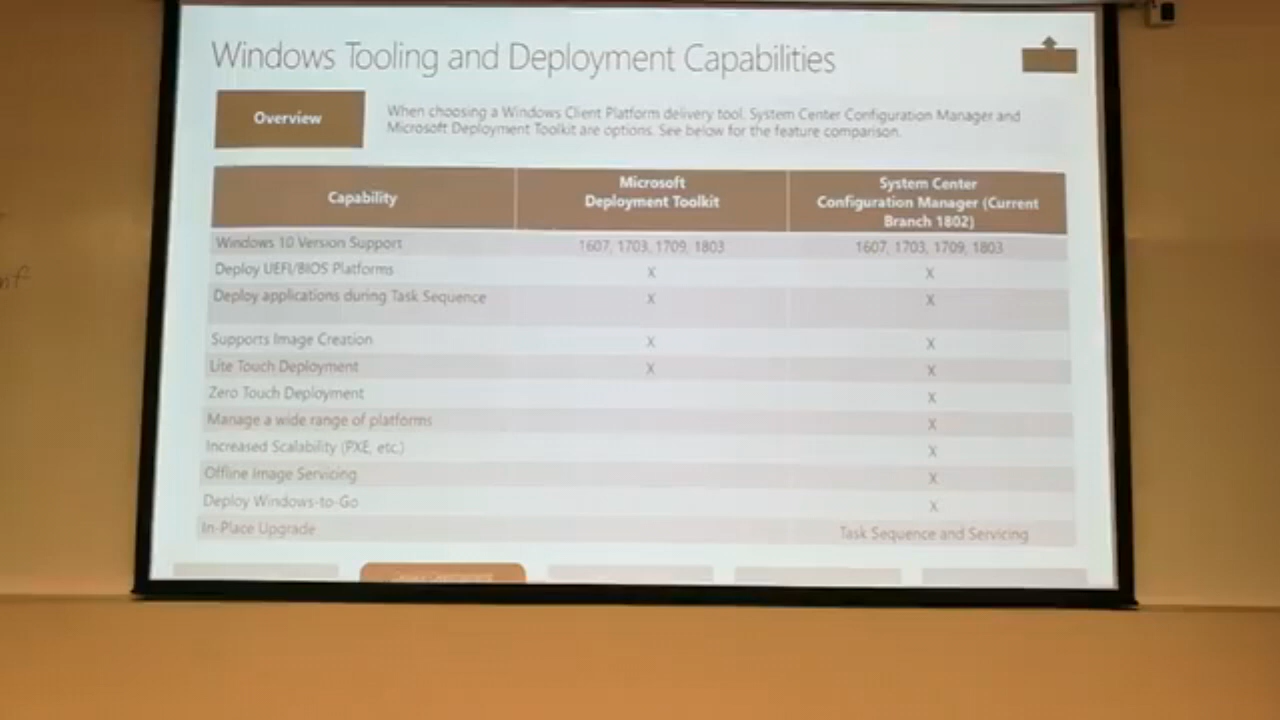 Windows Tooling and Deployment Capabilities
Overview
When choosing a Windows Client Platform delivery tool, System Center Configuration Manager and
Microsoft Deployment Toolkit are options. See below for the feature comparison.
Capability
Microsoft
Deployment Toolkit
System Center
Configuration Manager (Current
Branch 1802)
Windows 10 Version Support 1607, 1703, 1709, 1803 1607, 1703, 1709, 1803
Deploy UEFI/BIOS Platforms X X
Deploy applications during Task Sequence X X
Supports Image Creation X X
Lite Touch Deployment X X
Zero Touch Deployment X
Manage a wide range of platforms X
Increased Scalability (PXE, etc.) X
Offline Image Servicing X
Deploy Windows-to-Go X
In-Place Upgrade Task Sequence and Servicing